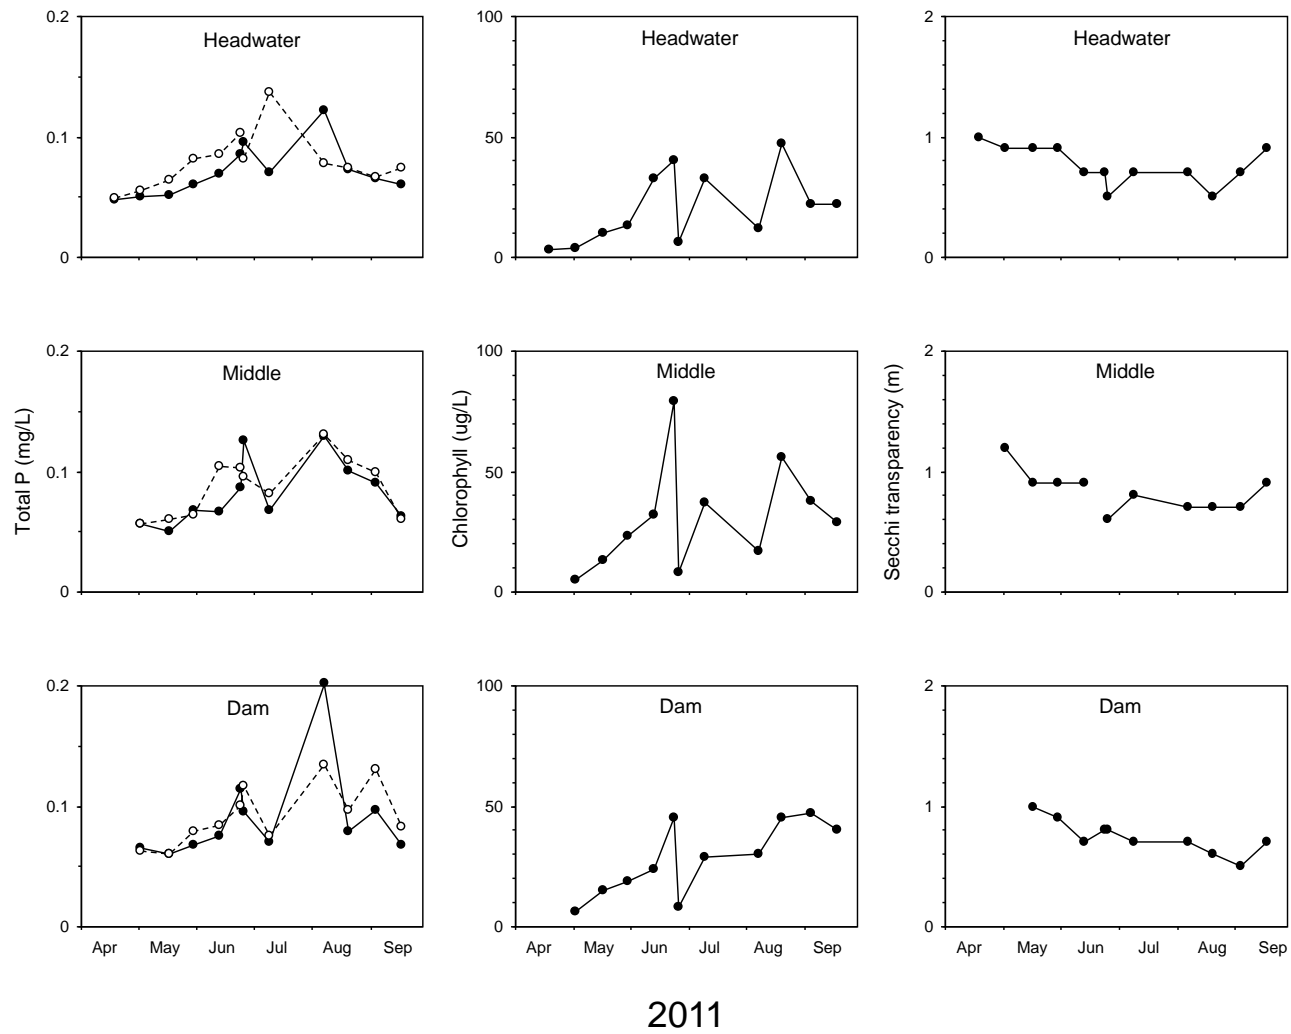 0.2
0.1
0
Headwater
100
50
0
Headwater
2
1
0
Headwater
Total P (mg/L)
0.2
0.1
0
Middle
Chlorophyll (ug/L)
100
50
0
Middle
Secchi transparency (m)
2
1
0
Middle
0.2
0.1
0
Dam
Apr May Jun Jul Aug Sep
100
50
0
Dam
Apr May Jun Jul Aug Sep
2
1
0
Dam
Apr May Jun Jul Aug Sep
2011